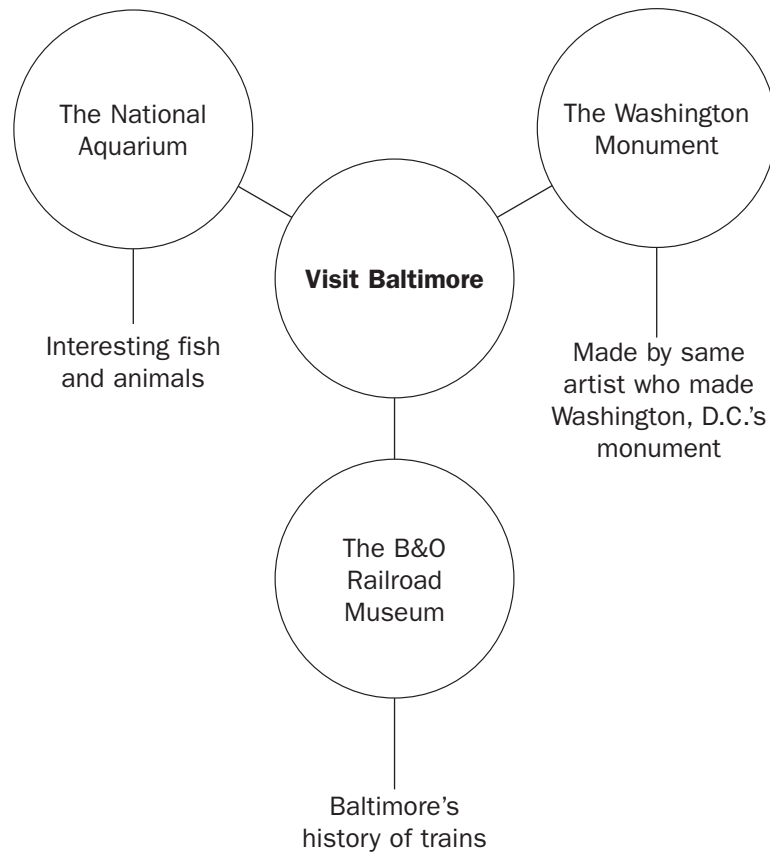 The National
Aquarium
The Washington
Monument
Visit Baltimore
Interesting fish
and animals
Made by same
artist who made
Washington, D.C.'s
monument
The B&O
Railroad
Museum
Baltimore's
history of trains